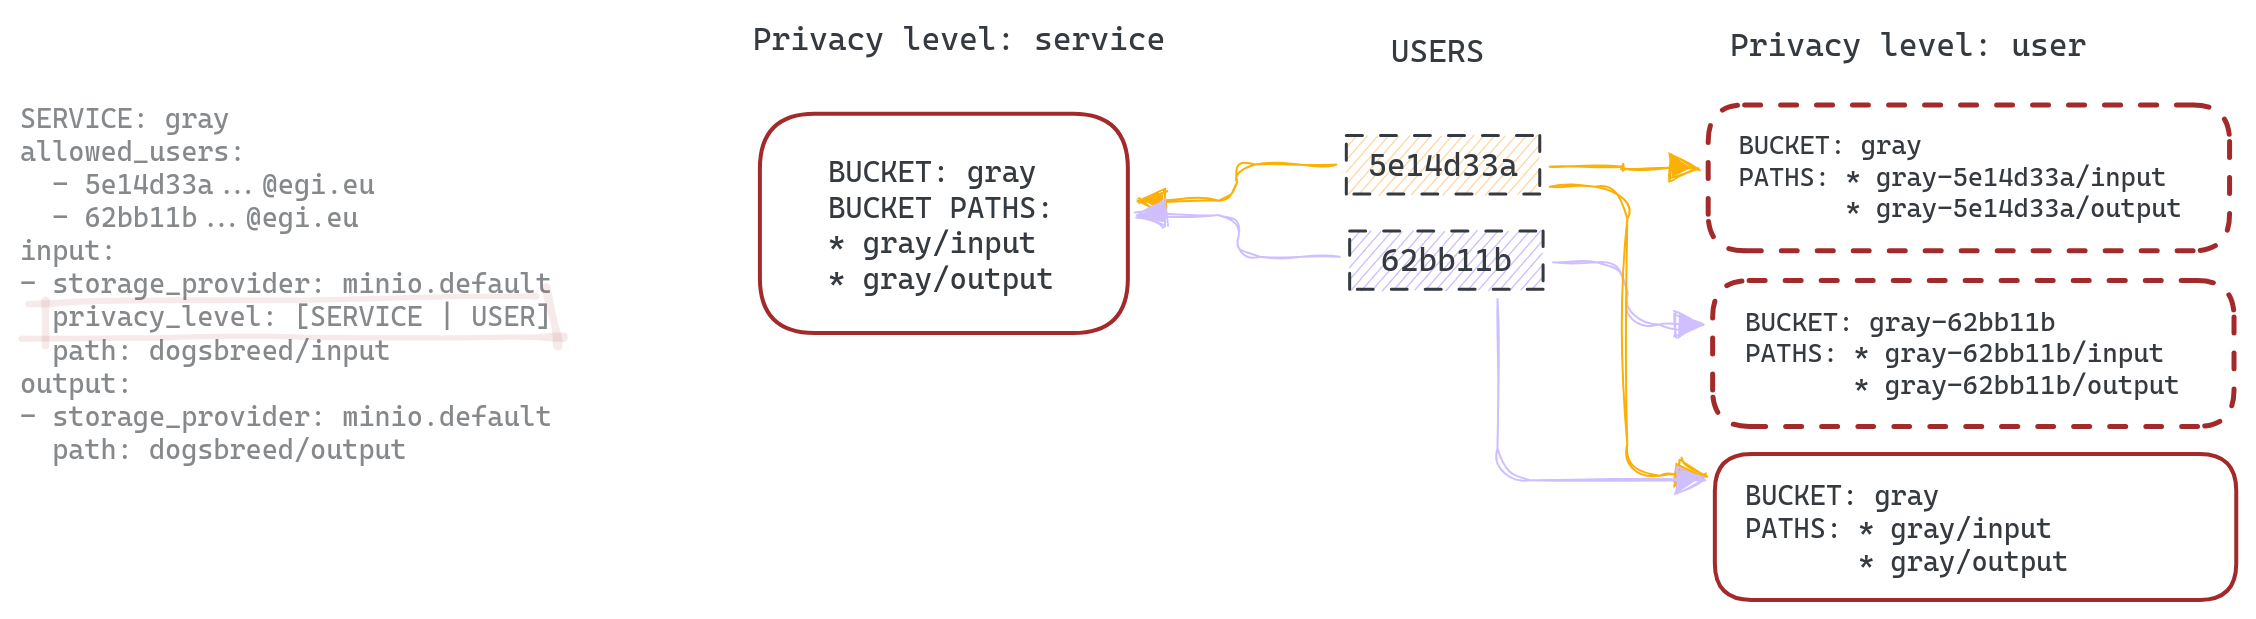 Privacy level: service
USERS
Privacy level: user
SERVICE: gray
allowed_users:
- 5e14d33a...@egi.eu
- 62bb11b...@egi.eu
input:
- storage_provider: minio.default
privacy_level: [SERVICE | USER]
path: dogsbreed/input
output:
- storage_provider: minio.default
path: dogsbreed/output
BUCKET: gray
BUCKET PATHS:
* gray/input
* gray/output
5e14d33a
62bb11b
BUCKET: gray
PATHS: * gray-5e14d33a/input
* gray-5e14d33a/output
BUCKET: gray-62bb11b
PATHS: * gray-62bb11b/input
* gray-62bb11b/output
BUCKET: gray
PATHS: * gray/input
* gray/output